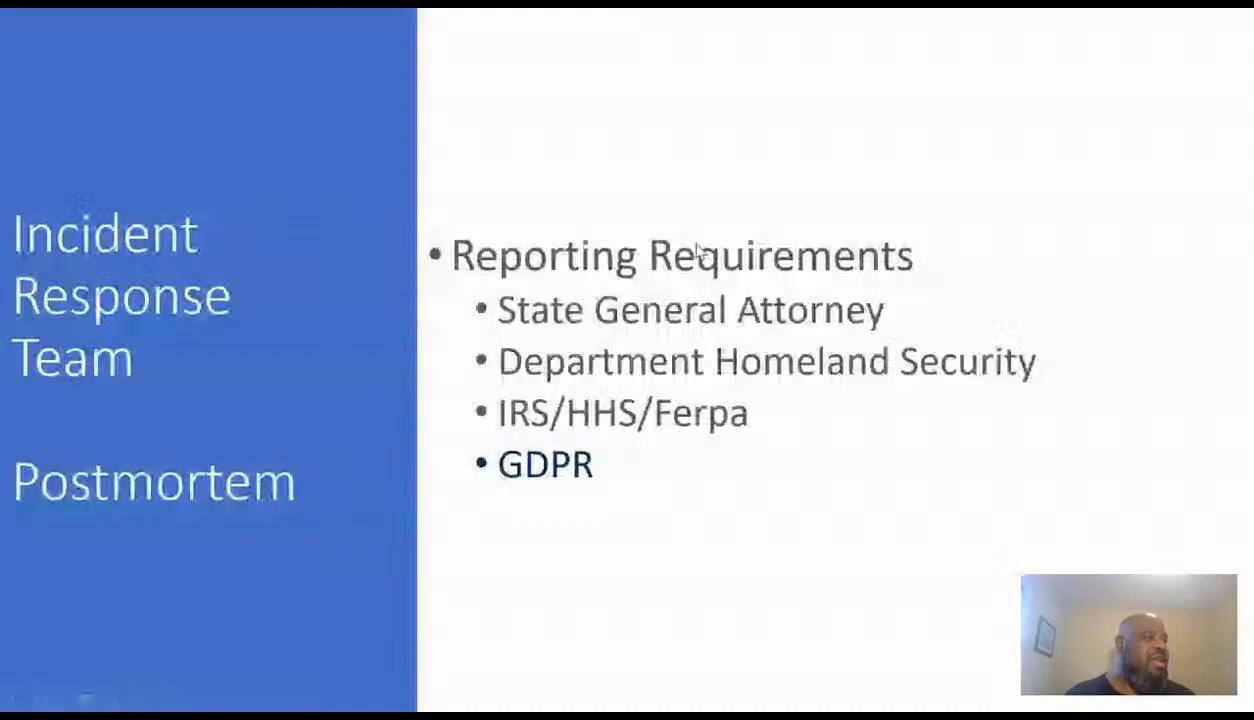 Incident
Response
Team
Postmortem
• Reporting Requirements
• State General Attorney
• Department Homeland Security
• IRS/HHS/Ferpa
• GDPR